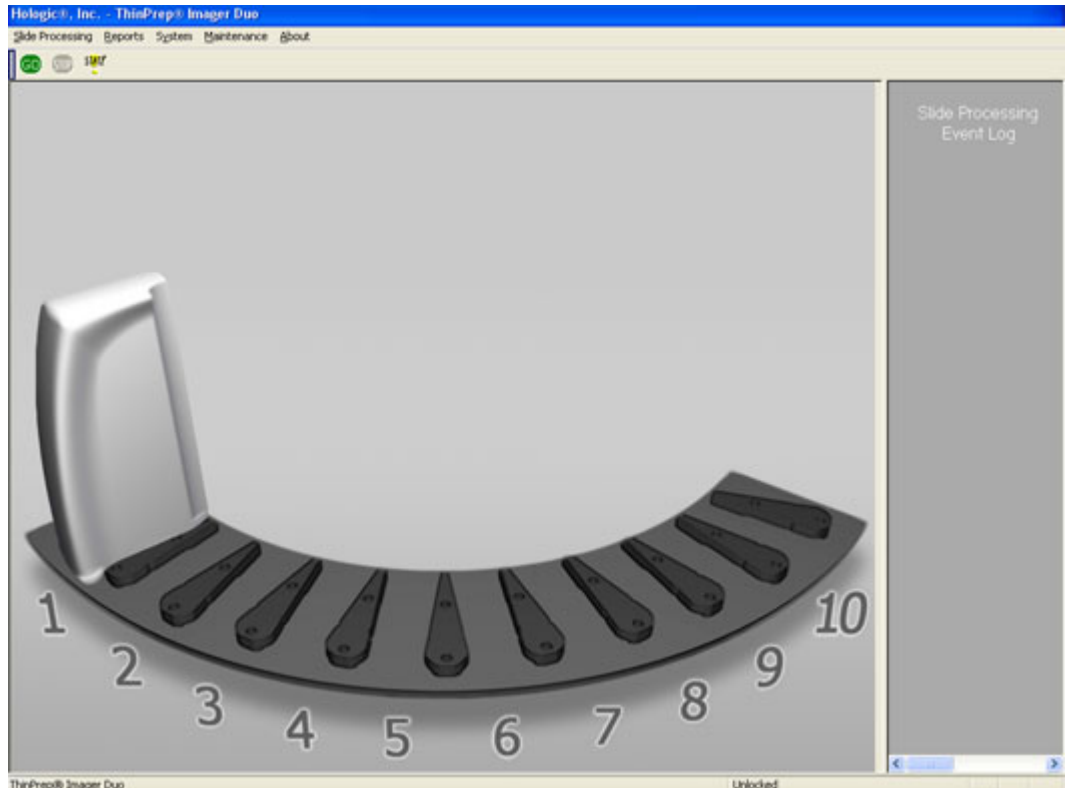 Hologic®, Inc. - ThinPrep® Imager Duo
Slide Processing Reports System Maintenance About
GO
Slide Processing
Event Log
1
2
3
4
5
6
7
8
9
10
ThinPrep® Imager Duo Unlocked